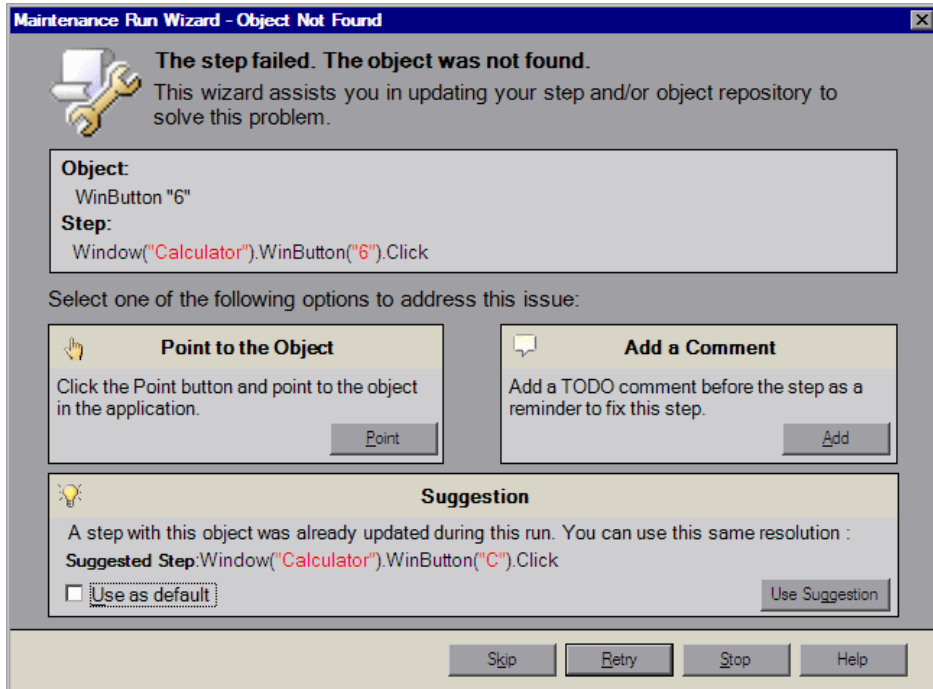 Maintenance Run Wizard - Object Not Found
The step failed. The object was not found.
This wizard assists you in updating your step and/or object repository to
solve this problem.
Object:
WinButton "6"
Step:
Window("Calculator").WinButton("6").Click
Select one of the following options to address this issue:
Point to the Object
Click the Point button and point to the object
in the application.
Point
Add a Comment
Add a TODO comment before the step as a
reminder to fix this step.
Add
Suggestion
A step with this object was already updated during this run. You can use this same resolution :
Suggested Step:Window("Calculator").WinButton("C").Click
Use as default
Use Suggestion
Skip
Retry
Stop
Help